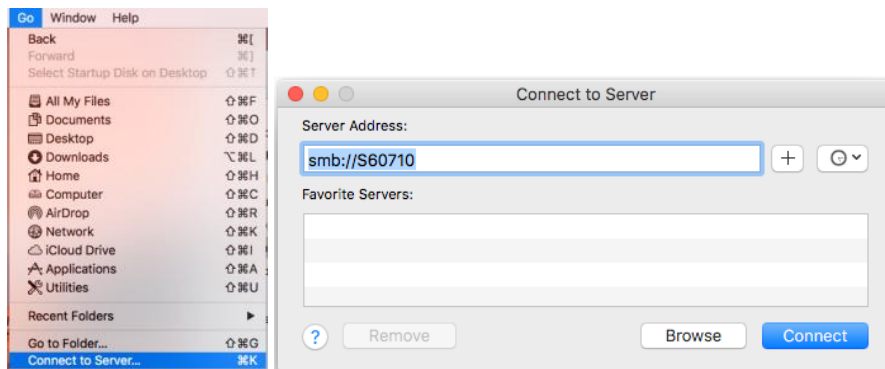 Go Window Help
Back ⌘[
Forward ⌘]
Select Startup Disk on Desktop ⇧⌘↑
All My Files ⇧⌘F
Documents ⇧⌘O
Desktop ⇧⌘D
Downloads ⌥⌘L
Home ⇧⌘H
Computer ⇧⌘C
AirDrop ⇧⌘R
Network ⇧⌘K
iCloud Drive ⇧⌘I
Applications ⇧⌘A
Utilities ⇧⌘U
Recent Folders ▶
Go to Folder... ⇧⌘G
Connect to Server... ⌘K
Connect to Server
Server Address:
smb://S60710
Favorite Servers:
? Remove Browse Connect